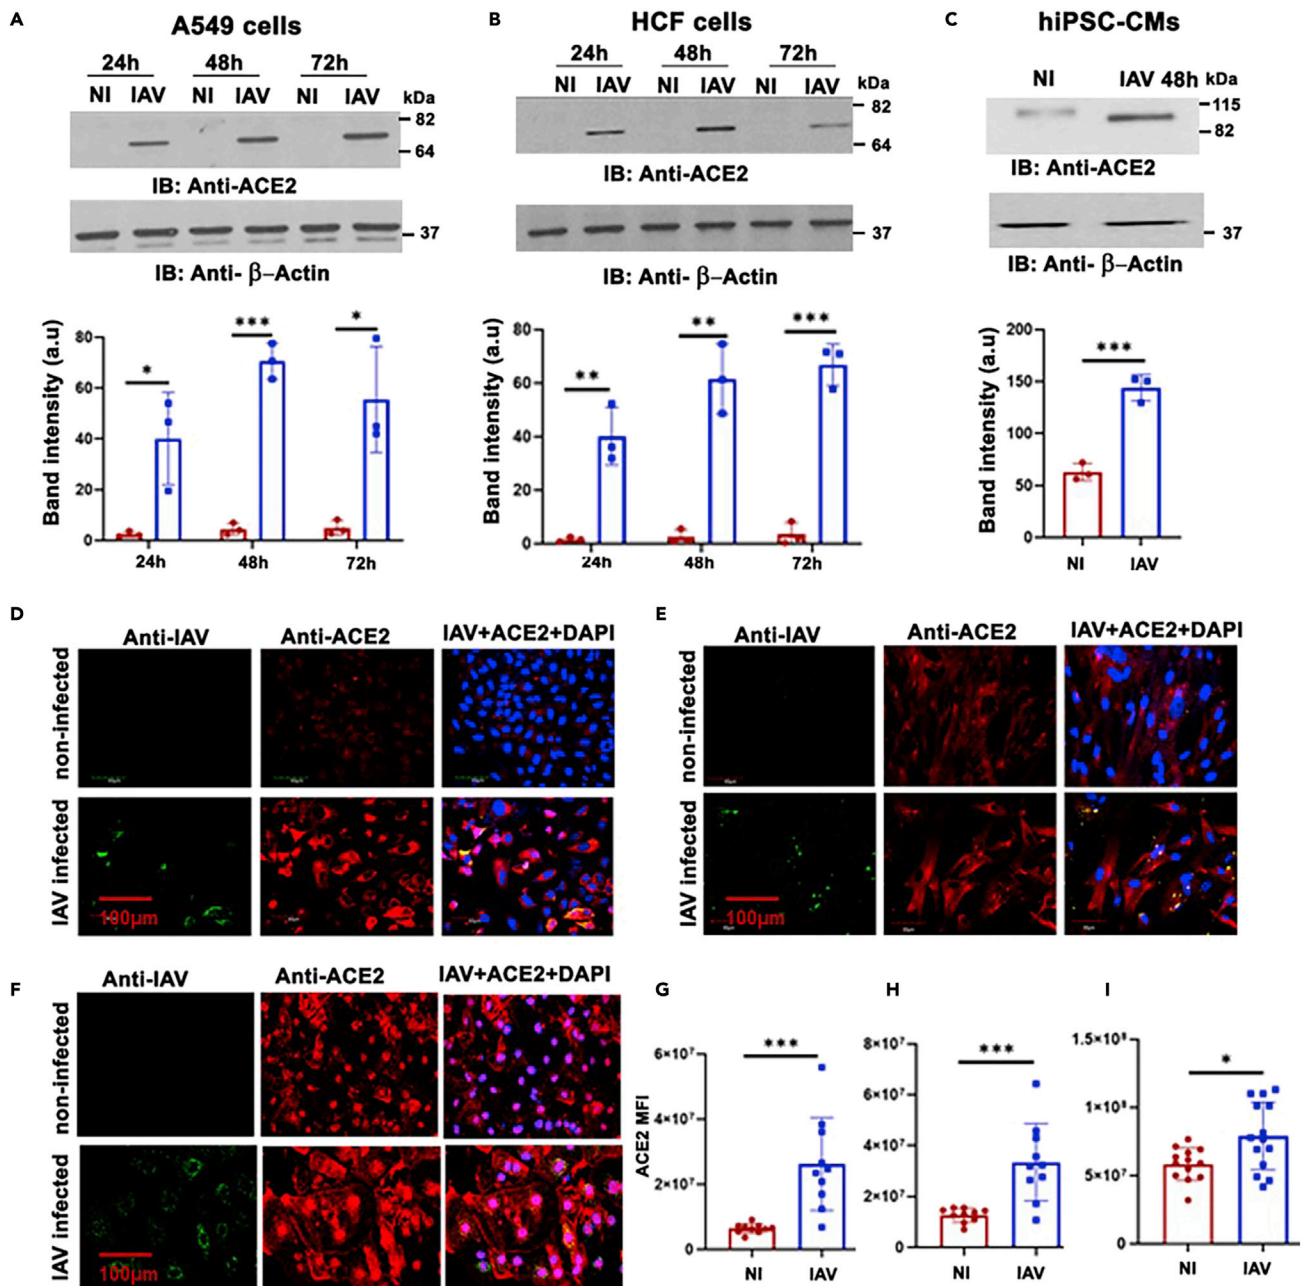 A
A549 cells
24h 48h 72h
NI IAV NI IAV NI IAV kDa
82
64
IB: Anti-ACE2
37
IB: Anti- β–Actin
Band intensity (a.u)
80
60
40
20
0
* *** *
24h 48h 72h
B
HCF cells
24h 48h 72h
NI IAV NI IAV NI IAV kDa
82
64
IB: Anti-ACE2
37
IB: Anti- β–Actin
Band intensity (a.u)
80
60
40
20
0
** ** ***
24h 48h 72h
C
hiPSC-CMs
NI IAV 48h kDa
115
82
IB: Anti-ACE2
37
IB: Anti- β–Actin
Band intensity (a.u)
200
150
100
50
0
***
NI IAV
D
Anti-IAV Anti-ACE2 IAV+ACE2+DAPI
non-infected
IAV infected
100μm
E
Anti-IAV Anti-ACE2 IAV+ACE2+DAPI
non-infected
IAV infected
100μm
F
Anti-IAV Anti-ACE2 IAV+ACE2+DAPI
non-infected
IAV infected
100μm
G
ACE2 MFI
6×10⁷
4×10⁷
2×10⁷
0
***
NI IAV
H
8×10⁷
6×10⁷
4×10⁷
2×10⁷
0
***
NI IAV
I
1.5×10⁸
1×10⁸
5×10⁷
0
*
NI IAV